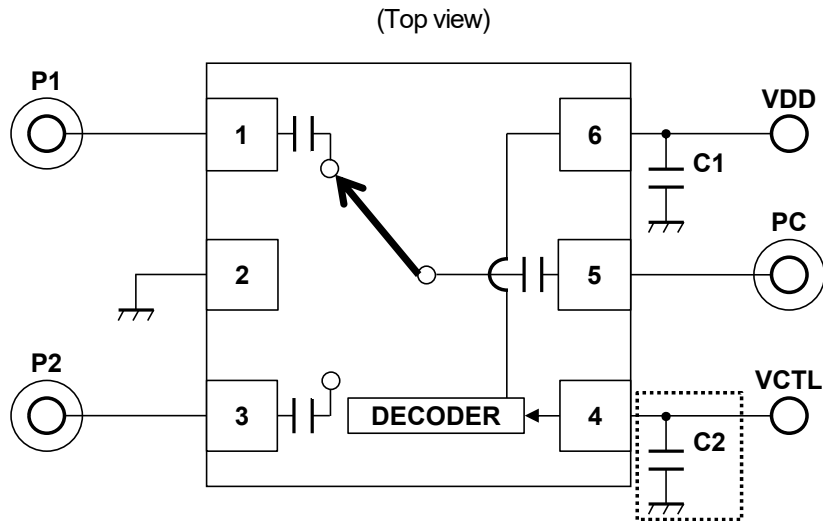 (Top view)
P1
VDD
1
6
C1
PC
2
5
P2
VCTL
3
DECODER
4
C2